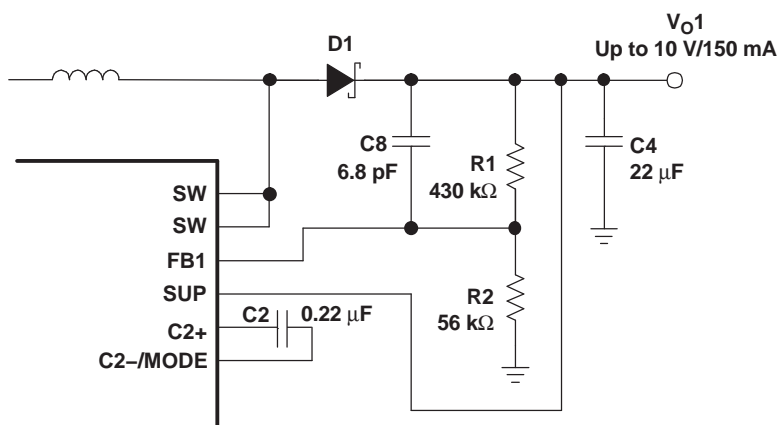 VO1
Up to 10 V/150 mA
D1
C8
6.8 pF
R1
430 kΩ
C4
22 μF
SW
SW
FB1
SUP
C2+
C2–/MODE
C2 0.22 μF
R2
56 kΩ